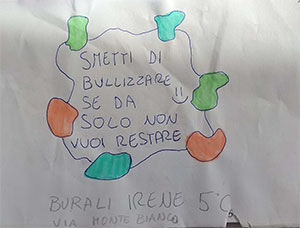 SMETTI DI
BULLIZZARE
SE DA
SOLO NON
VUOI RESTARE
BURALI IRENE 5°C
VIA MONTE BIANCO